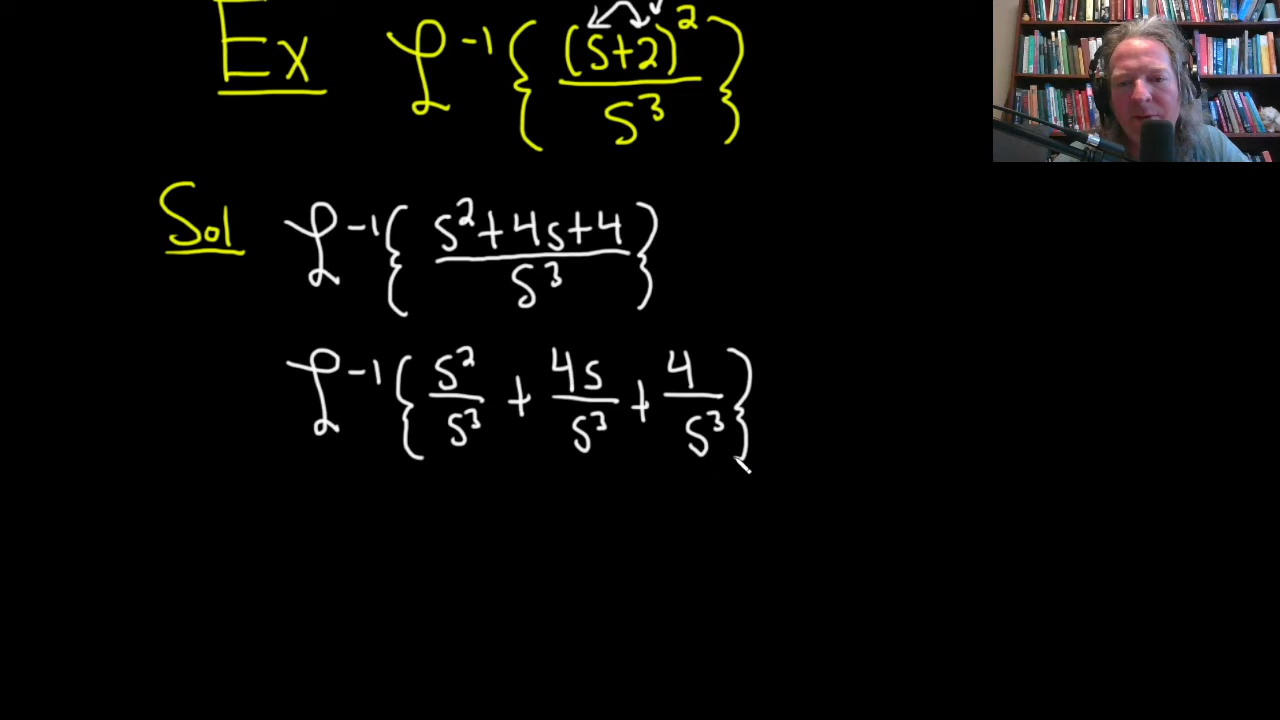 Ex ℒ⁻¹{(s+2)²/s³}
Sol ℒ⁻¹{(s²+4s+4)/s³}
ℒ⁻¹{s²/s³ + 4s/s³ + 4/s³}